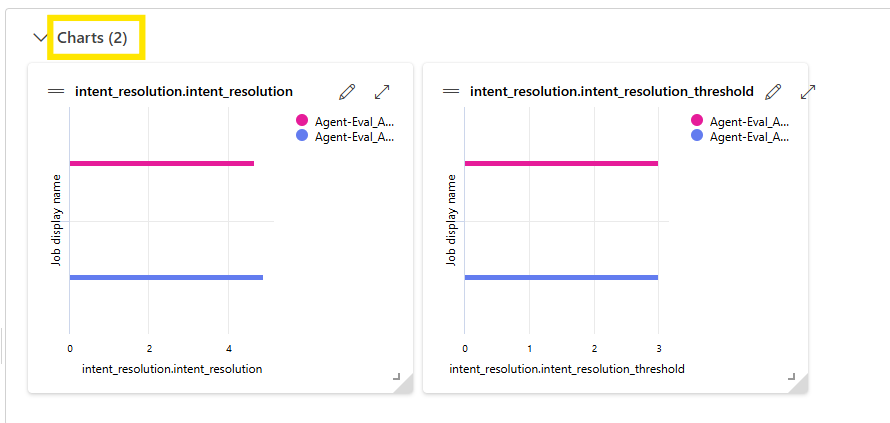 Charts (2)
intent_resolution.intent_resolution
Agent-Eval_A...
Agent-Eval_A...
Job display name
0 2 4
intent_resolution.intent_resolution
intent_resolution.intent_resolution_threshold
Agent-Eval_A...
Agent-Eval_A...
Job display name
0 1 2 3
intent_resolution.intent_resolution_threshold